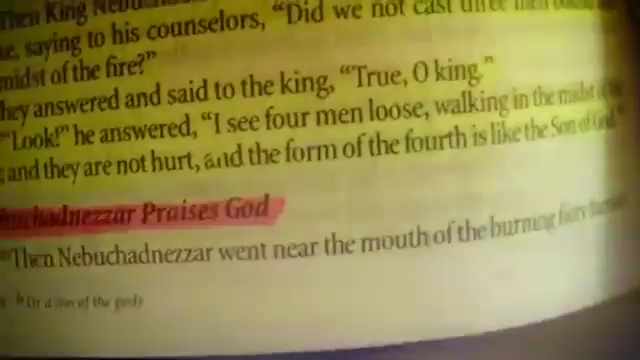 Then King
saying to his counselors, “Did we not cast three men
midst of the fire?”
hey answered and said to the king, “True, O king.”
“Look!” he answered, “I see four men loose, walking in the midst
and they are not hurt, and the form of the fourth is like the Son of God.”
Praises God
Then Nebuchadnezzar went near the mouth of the burning fiery
Or a son of the gods